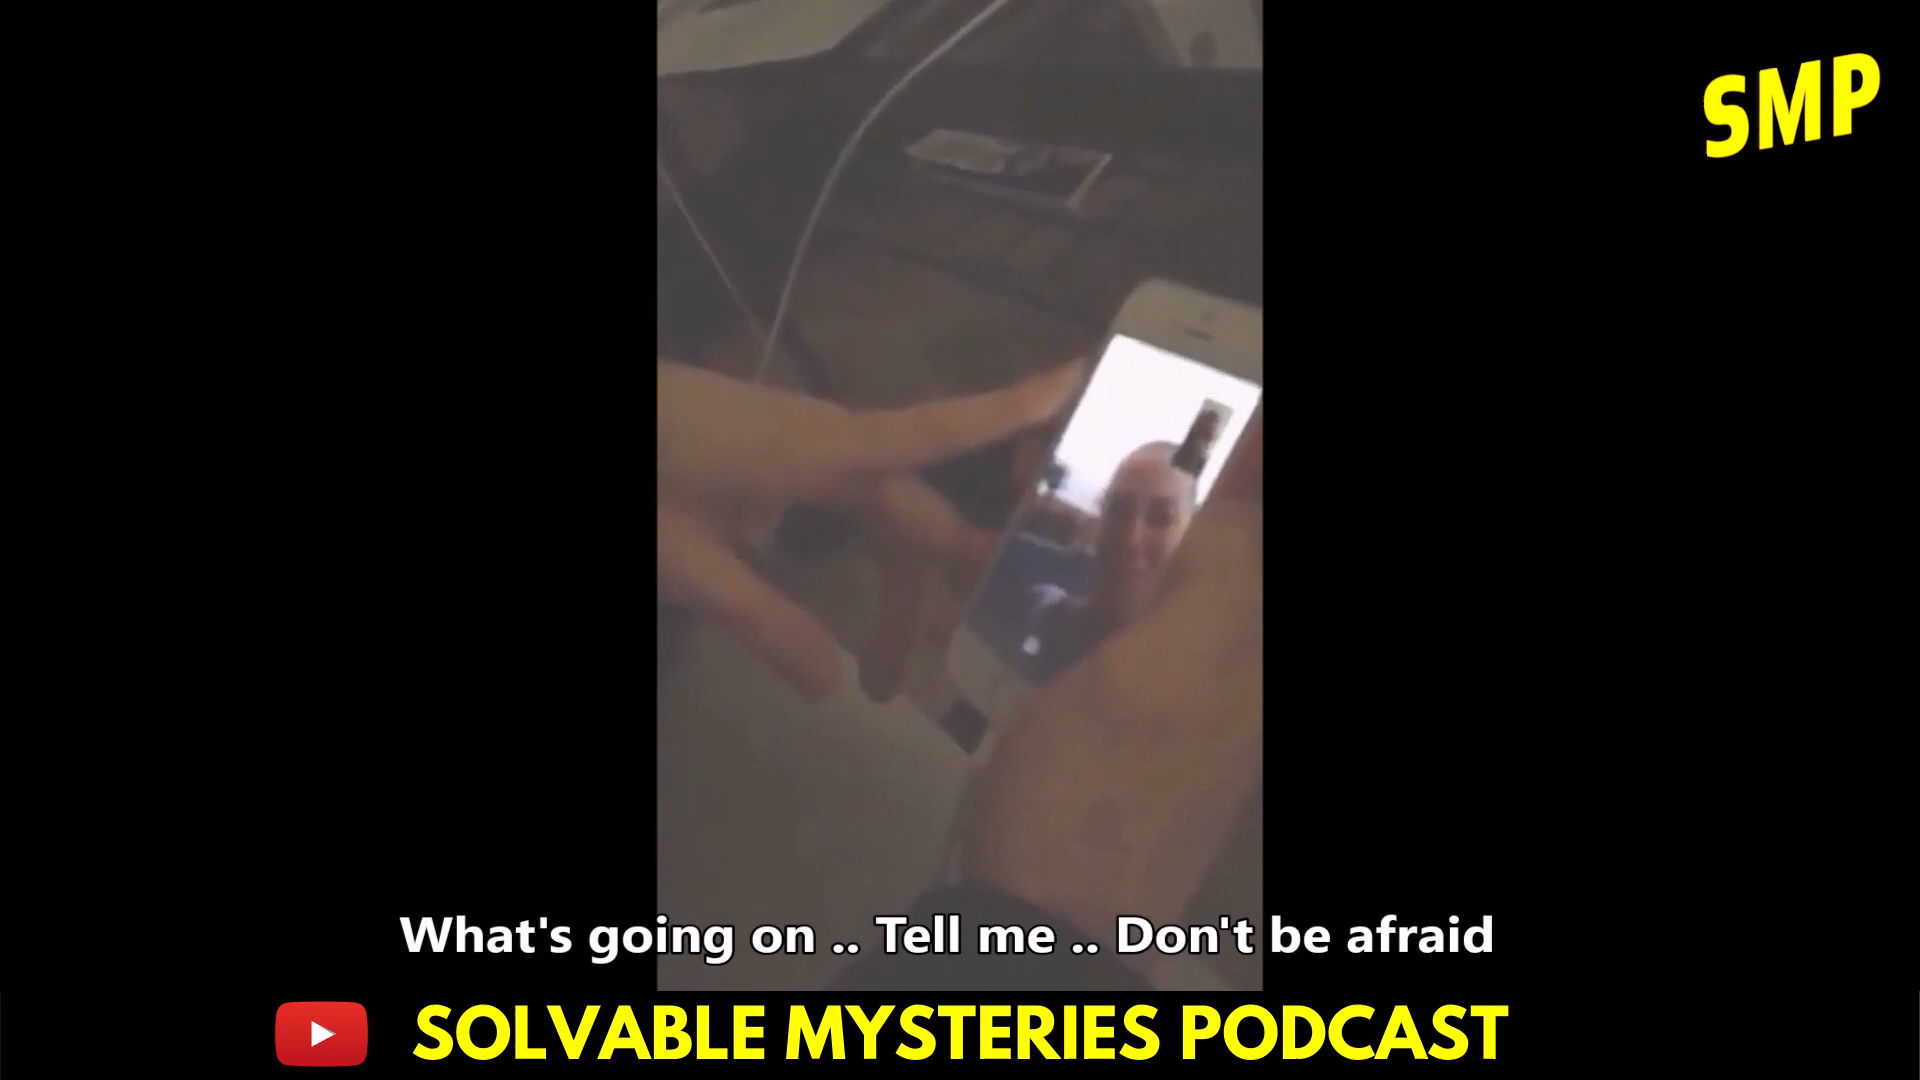 SMP
What's going on .. Tell me .. Don't be afraid
SOLVABLE MYSTERIES PODCAST